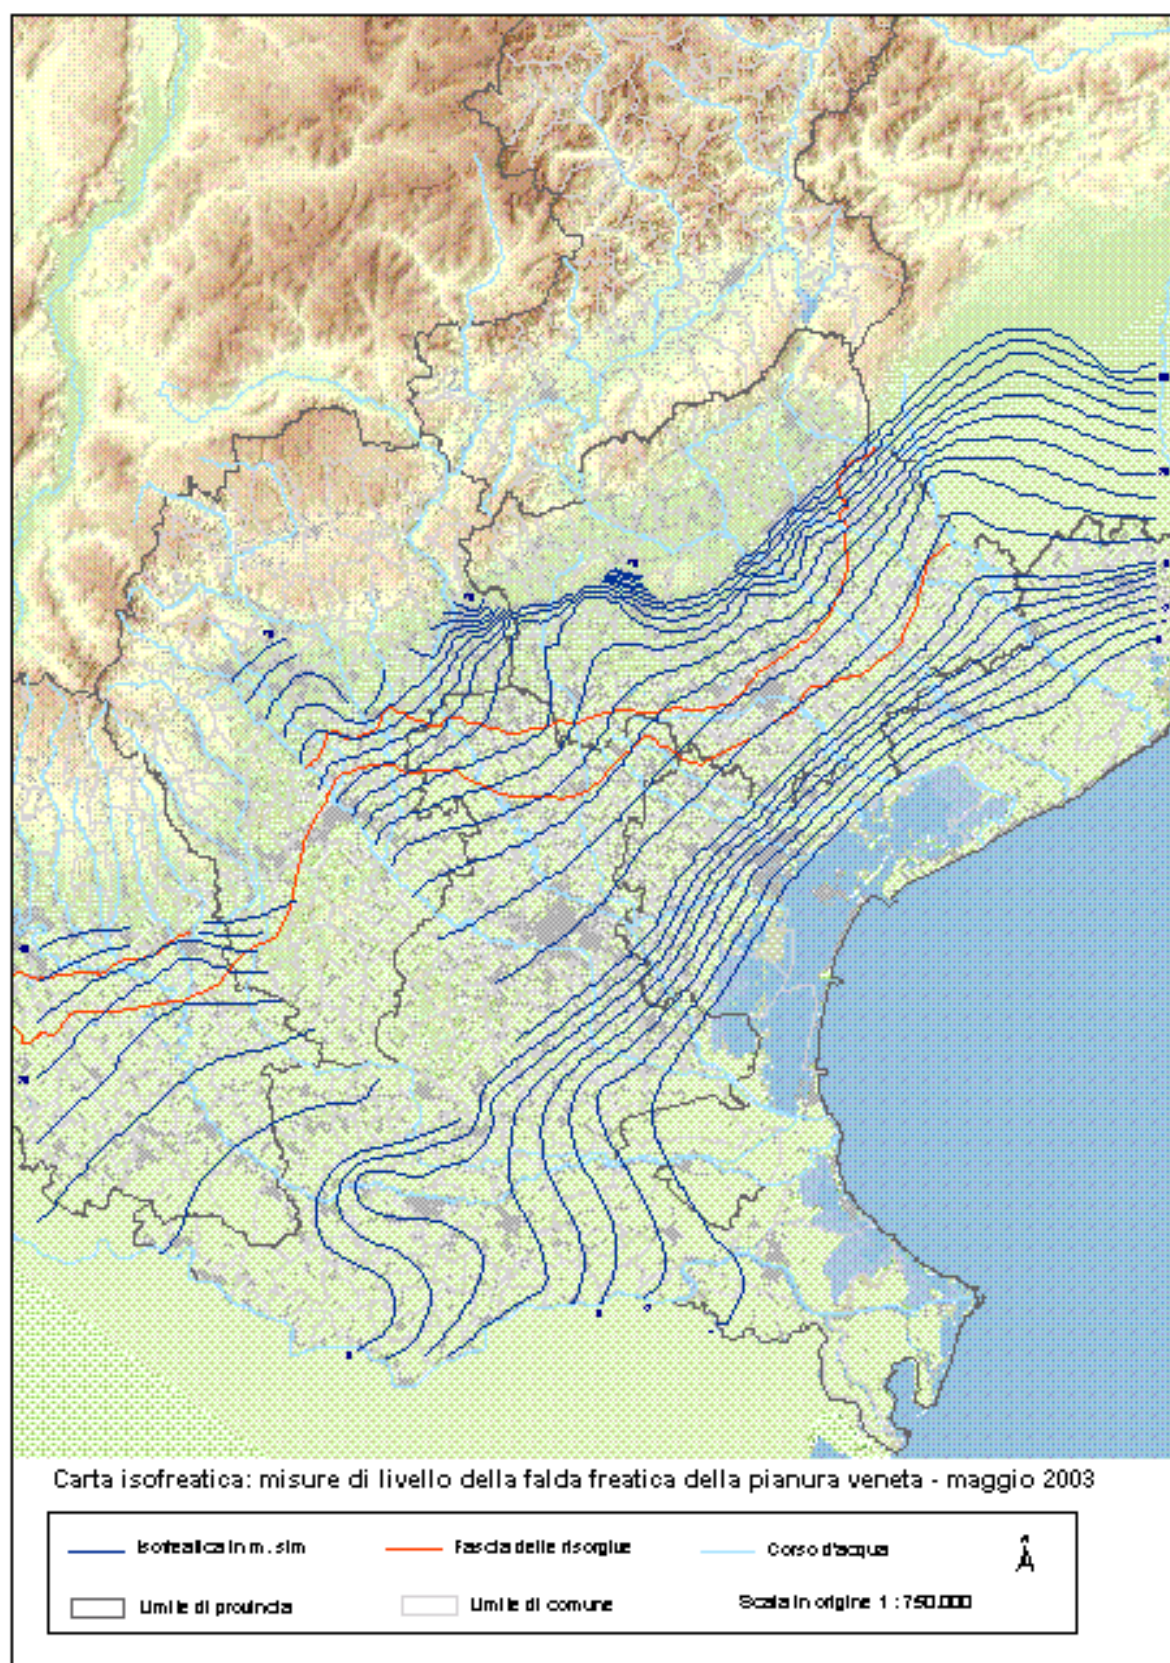 Carta isofreatica: misure di livello della falda freatica della pianura veneta - maggio 2003
Isofreatica in m. slm
Fascia delle risorgive
Corso d'acqua
Limite di provincia
Limite di comune
Scala in origine 1 : 750.000